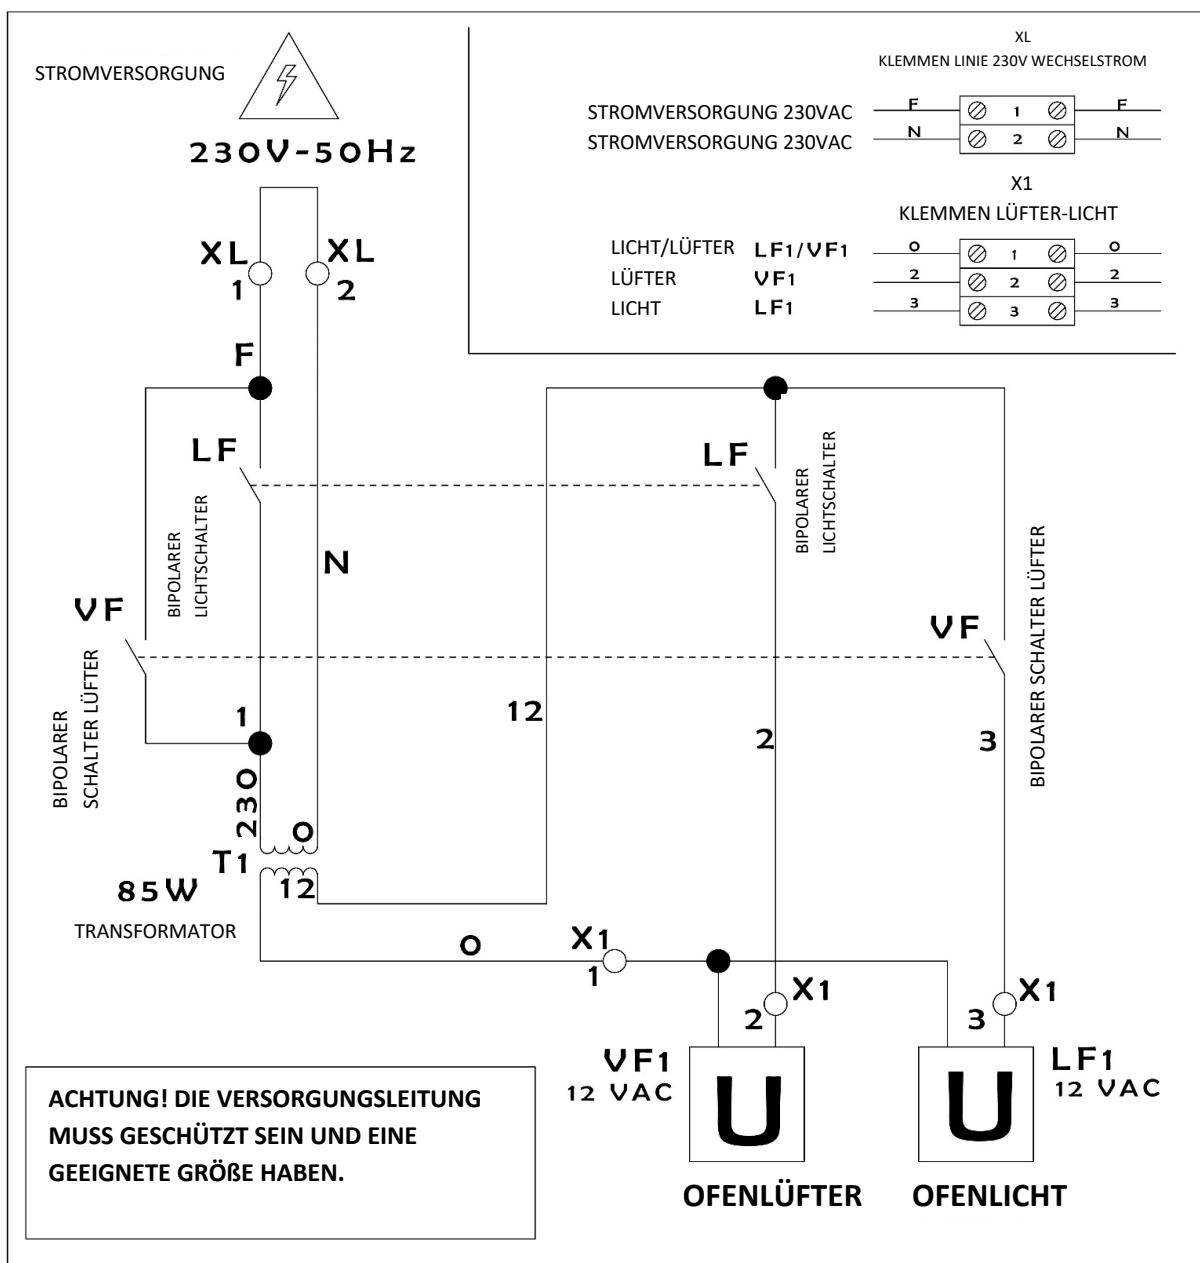 STROMVERSORGUNG
230V-50Hz
XL
KLEMMEN LINIE 230V WECHSELSTROM
STROMVERSORGUNG 230VAC
F
1
F
STROMVERSORGUNG 230VAC
N
2
N
X1
KLEMMEN LÜFTER-LICHT
LICHT/LÜFTER LF1/VF1
0
1
0
LÜFTER VF1
2
2
2
LICHT LF1
3
3
3
XL
1
XL
2
F
LF
BIPOLARER
LICHTSCHALTER
N
LF
BIPOLARER
LICHTSCHALTER
VF
BIPOLARER
SCHALTER LÜFTER
VF
BIPOLARER SCHALTER LÜFTER
1
12
2
3
230
0
T1
12
85W
TRANSFORMATOR
0
X1
1
X1
2
X1
3
VF1
12 VAC
U
LF1
12 VAC
U
OFENLÜFTER
OFENLICHT
ACHTUNG! DIE VERSORGUNGSLEITUNG
MUSS GESCHÜTZT SEIN UND EINE
GEEIGNETE GRÖßE HABEN.